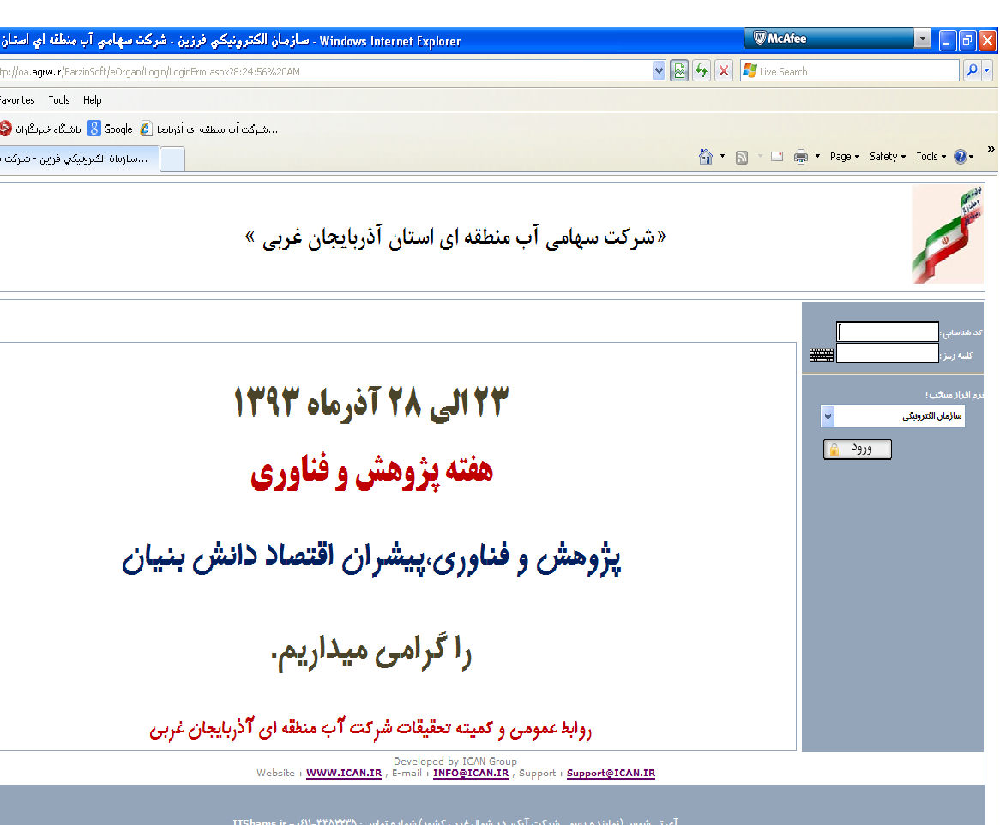 سازمان الكترونيكي فرزين - شركت سهامي آب منطقه اي استان - Windows Internet Explorer
McAfee
tp://oa.agrw.ir/FarzinSoft/eOrgan/Login/LoginFrm.aspx?8:24:56%20AM
Live Search
avorites Tools Help
باشگاه خبرنگاران Google شركت آب منطقه اي آذربايجا...
سازمان الكترونيكي فرزين - شركت ...
Page Safety Tools
«شرکت سهامی آب منطقه ای استان آذربایجان غربی »
کد شناسایی :
کلمه رمز :
نرم افزار منتخب :
سازمان الکترونیکی
ورود
۲۳ الی ۲۸ آذرماه ۱۳۹۳
هفته پژوهش و فناوری
پژوهش و فناوری،پیشران اقتصاد دانش بنیان
را گرامی میداریم.
روابط عمومی و کمیته تحقیقات شرکت آب منطقه ای آذربایجان غربی
Developed by ICAN Group
Website : WWW.ICAN.IR , E-mail : INFO@ICAN.IR , Support : Support@ICAN.IR